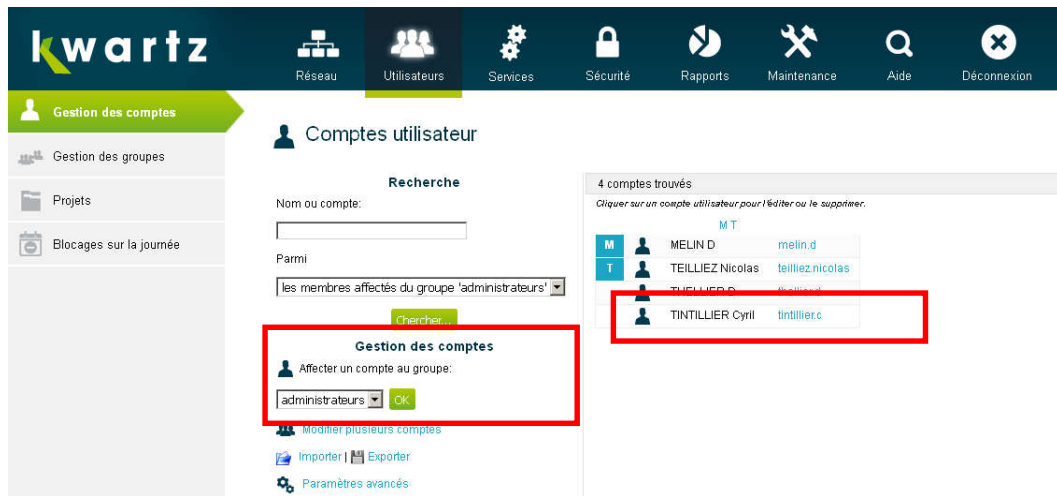 kwartz
Réseau
Utilisateurs
Services
Sécurité
Rapports
Maintenance
Aide
Déconnexion
Gestion des comptes
Gestion des groupes
Projets
Blocages sur la journée
Comptes utilisateur
Recherche
Nom ou compte:
Parmi
les membres affectés du groupe 'administrateurs'
Chercher...
Gestion des comptes
Affecter un compte au groupe:
administrateurs OK
Modifier plusieurs comptes
Importer | Exporter
Paramètres avancés
4 comptes trouvés
Cliquer sur un compte utilisateur pour l'éditer ou le supprimer.
M T
M MELIN D melin.d
T TEILLIEZ Nicolas teilliez.nicolas
THELLIER D
TINTILLIER Cyril tintillier.c